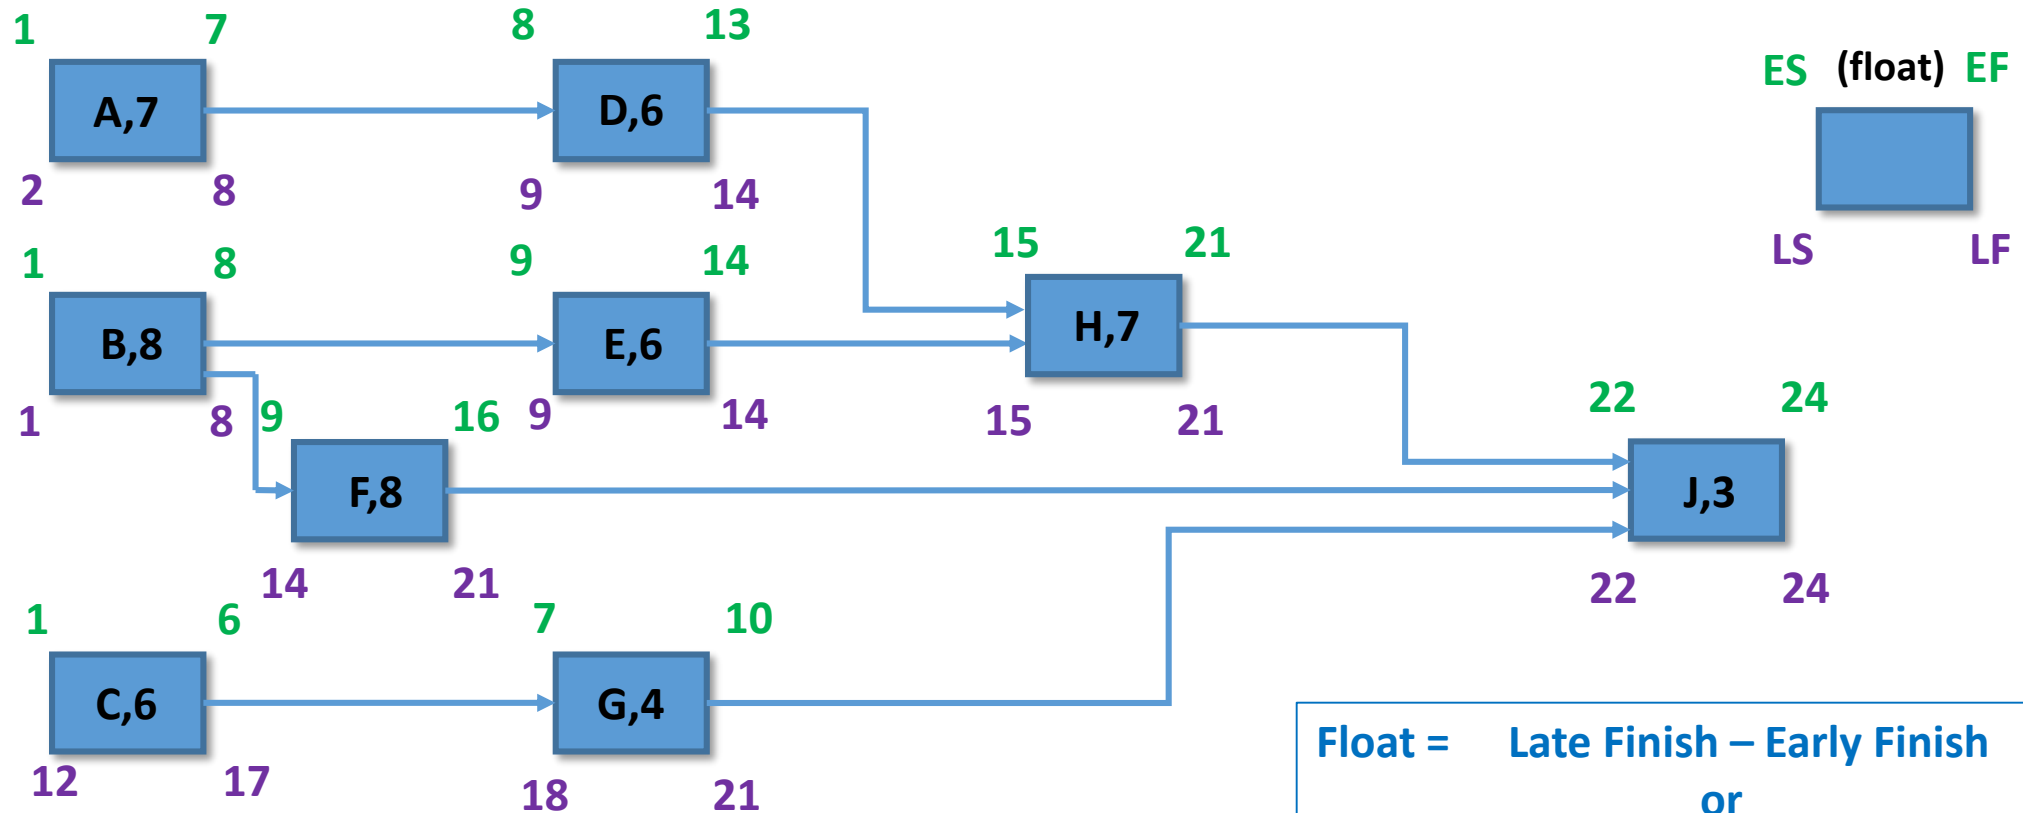 1 7 8 13
A,7 D,6
2 8 9 14
ES (float) EF
LS LF
1 8 9 14 15 21
B,8 E,6 H,7
1 8 9 14 15 21
9 16
F,8
14 21
22 24
J,3
22 24
1 6 7 10
C,6 G,4
12 17 18 21
Float = Late Finish – Early Finish
or